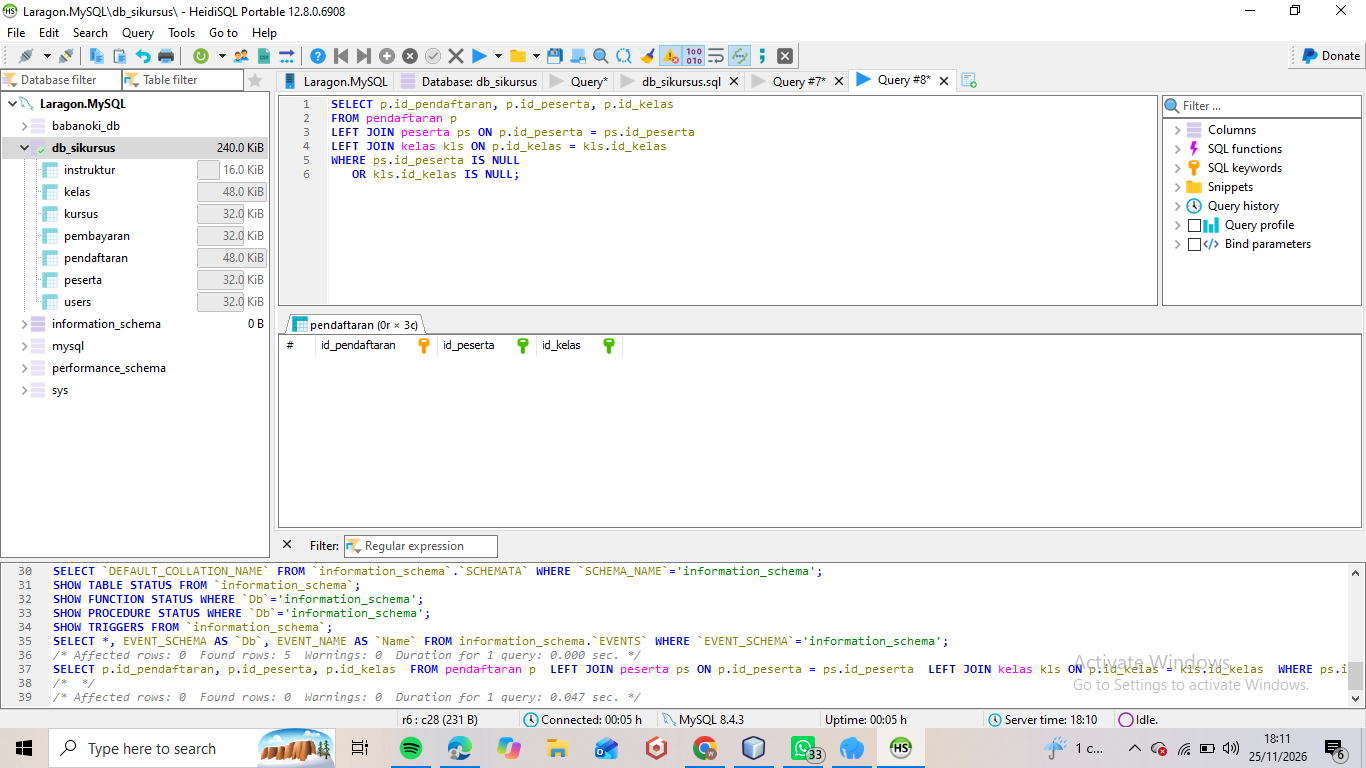 Laragon.MySQL\db_sikursus\ - HeidiSQL Portable 12.8.0.6908
File Edit Search Query Tools Go to Help
Donate
Database filter Table filter
Laragon.MySQL Database: db_sikursus Query* db_sikursus.sql Query #7* Query #8*
Laragon.MySQL
babanoki_db
db_sikursus 240.0 KiB
instruktur 16.0 KiB
kelas 48.0 KiB
kursus 32.0 KiB
pembayaran 32.0 KiB
pendaftaran 48.0 KiB
peserta 32.0 KiB
users 32.0 KiB
information_schema 0 B
mysql
performance_schema
sys
1 SELECT p.id_pendaftaran, p.id_peserta, p.id_kelas
2 FROM pendaftaran p
3 LEFT JOIN peserta ps ON p.id_peserta = ps.id_peserta
4 LEFT JOIN kelas kls ON p.id_kelas = kls.id_kelas
5 WHERE ps.id_peserta IS NULL
6 OR kls.id_kelas IS NULL;
Filter ...
Columns
SQL functions
SQL keywords
Snippets
Query history
Query profile
Bind parameters
pendaftaran (0r × 3c)
# id_pendaftaran id_peserta id_kelas
Filter: Regular expression
30 SELECT `DEFAULT_COLLATION_NAME` FROM `information_schema`.`SCHEMATA` WHERE `SCHEMA_NAME`='information_schema';
31 SHOW TABLE STATUS FROM `information_schema`;
32 SHOW FUNCTION STATUS WHERE `Db`='information_schema';
33 SHOW PROCEDURE STATUS WHERE `Db`='information_schema';
34 SHOW TRIGGERS FROM `information_schema`;
35 SELECT *, EVENT_SCHEMA AS `Db`, EVENT_NAME AS `Name` FROM information_schema.`EVENTS` WHERE `EVENT_SCHEMA`='information_schema';
36 /* Affected rows: 0 Found rows: 5 Warnings: 0 Duration for 1 query: 0.000 sec. */
37 SELECT p.id_pendaftaran, p.id_peserta, p.id_kelas FROM pendaftaran p LEFT JOIN peserta ps ON p.id_peserta = ps.id_peserta LEFT JOIN kelas kls ON p.id_kelas = kls.id_kelas WHERE ps.i
38 /* */
39 /* Affected rows: 0 Found rows: 0 Warnings: 0 Duration for 1 query: 0.047 sec. */
Activate Windows
Go to Settings to activate Windows.
r6 : c28 (231 B) Connected: 00:05 h MySQL 8.4.3 Uptime: 00:05 h Server time: 18:10 Idle.
Type here to search
33
HS
1 c...
18:11
25/11/2026
6